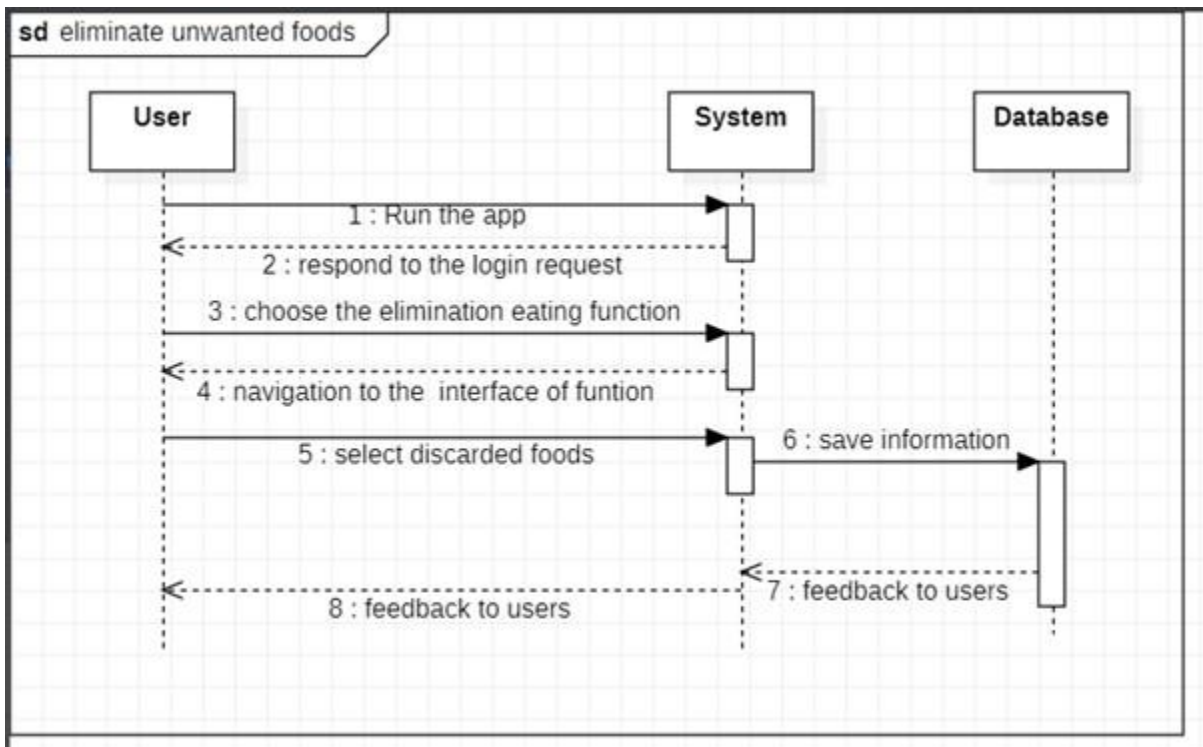 sd eliminate unwanted foods
User
System
Database
1 : Run the app
2 : respond to the login request
3 : choose the elimination eating function
4 : navigation to the interface of funtion
5 : select discarded foods
6 : save information
7 : feedback to users
8 : feedback to users